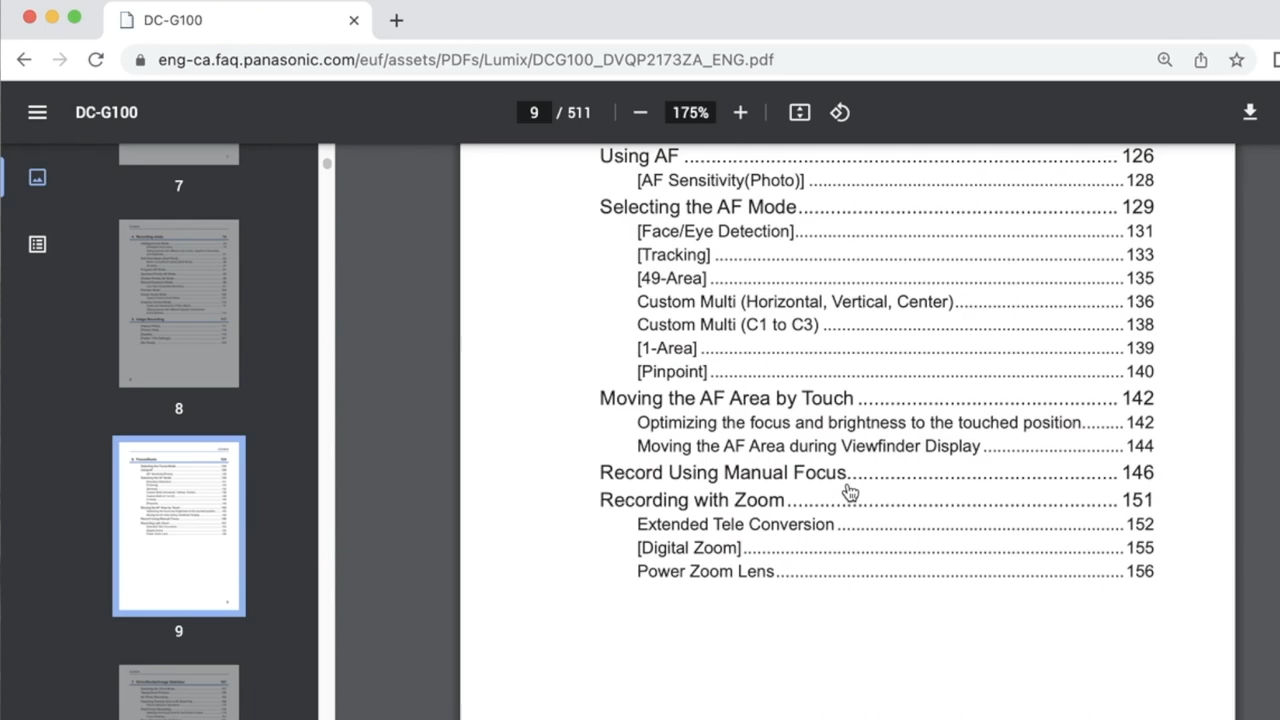 DC-G100
eng-ca.faq.panasonic.com/euf/assets/PDFs/Lumix/DCG100_DVQP2173ZA_ENG.pdf
DC-G100
9 / 511
175%
7
8
9
Using AF ........ 126
[AF Sensitivity(Photo)] ........ 128
Selecting the AF Mode ........ 129
[Face/Eye Detection] ........ 131
[Tracking] ........ 133
[49-Area] ........ 135
Custom Multi (Horizontal, Vertical, Center) ........ 136
Custom Multi (C1 to C3) ........ 138
[1-Area] ........ 139
[Pinpoint] ........ 140
Moving the AF Area by Touch ........ 142
Optimizing the focus and brightness to the touched position ........ 142
Moving the AF Area during Viewfinder Display ........ 144
Record Using Manual Focus ........ 146
Recording with Zoom ........ 151
Extended Tele Conversion ........ 152
[Digital Zoom] ........ 155
Power Zoom Lens ........ 156